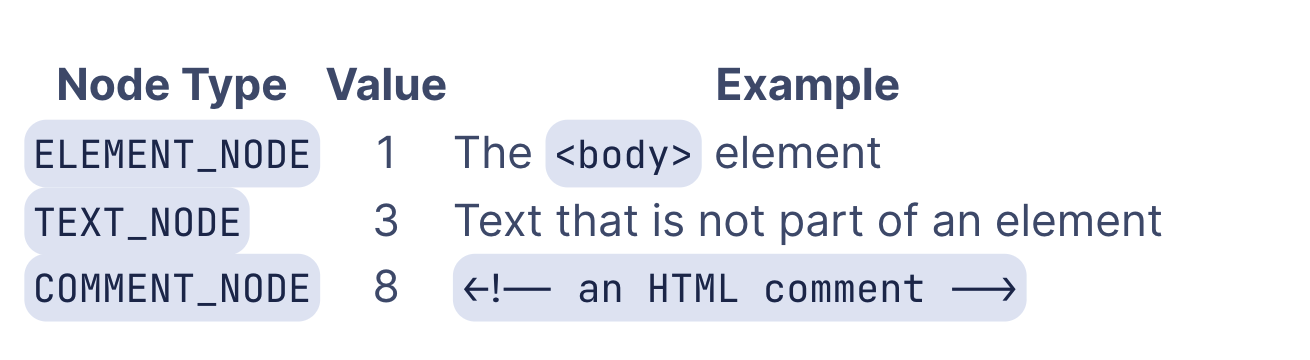 Node Type Value Example
ELEMENT_NODE 1 The <body> element
TEXT_NODE 3 Text that is not part of an element
COMMENT_NODE 8 <!-- an HTML comment -->